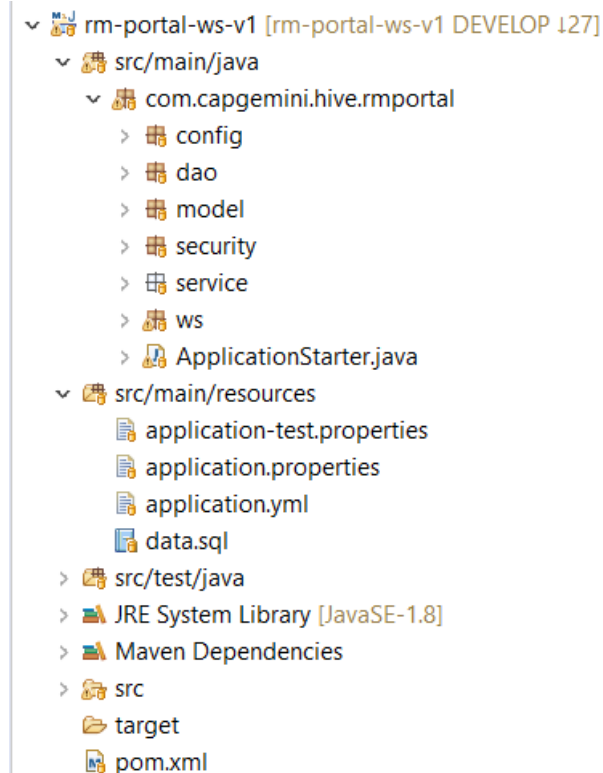 rm-portal-ws-v1 [rm-portal-ws-v1 DEVELOP ↓27]
src/main/java
com.capgemini.hive.rmportal
config
dao
model
security
service
ws
ApplicationStarter.java
src/main/resources
application-test.properties
application.properties
application.yml
data.sql
src/test/java
JRE System Library [JavaSE-1.8]
Maven Dependencies
src
target
pom.xml